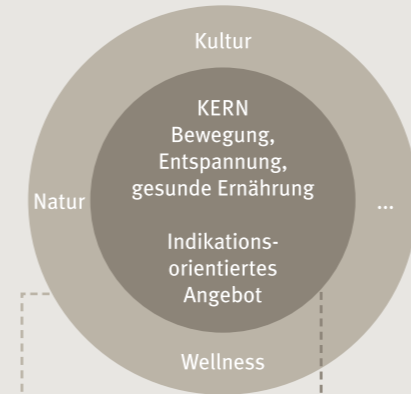 Kultur
KERN
Bewegung,
Entspannung,
gesunde Ernährung
Natur
...
Indikations-
orientiertes
Angebot
Wellness